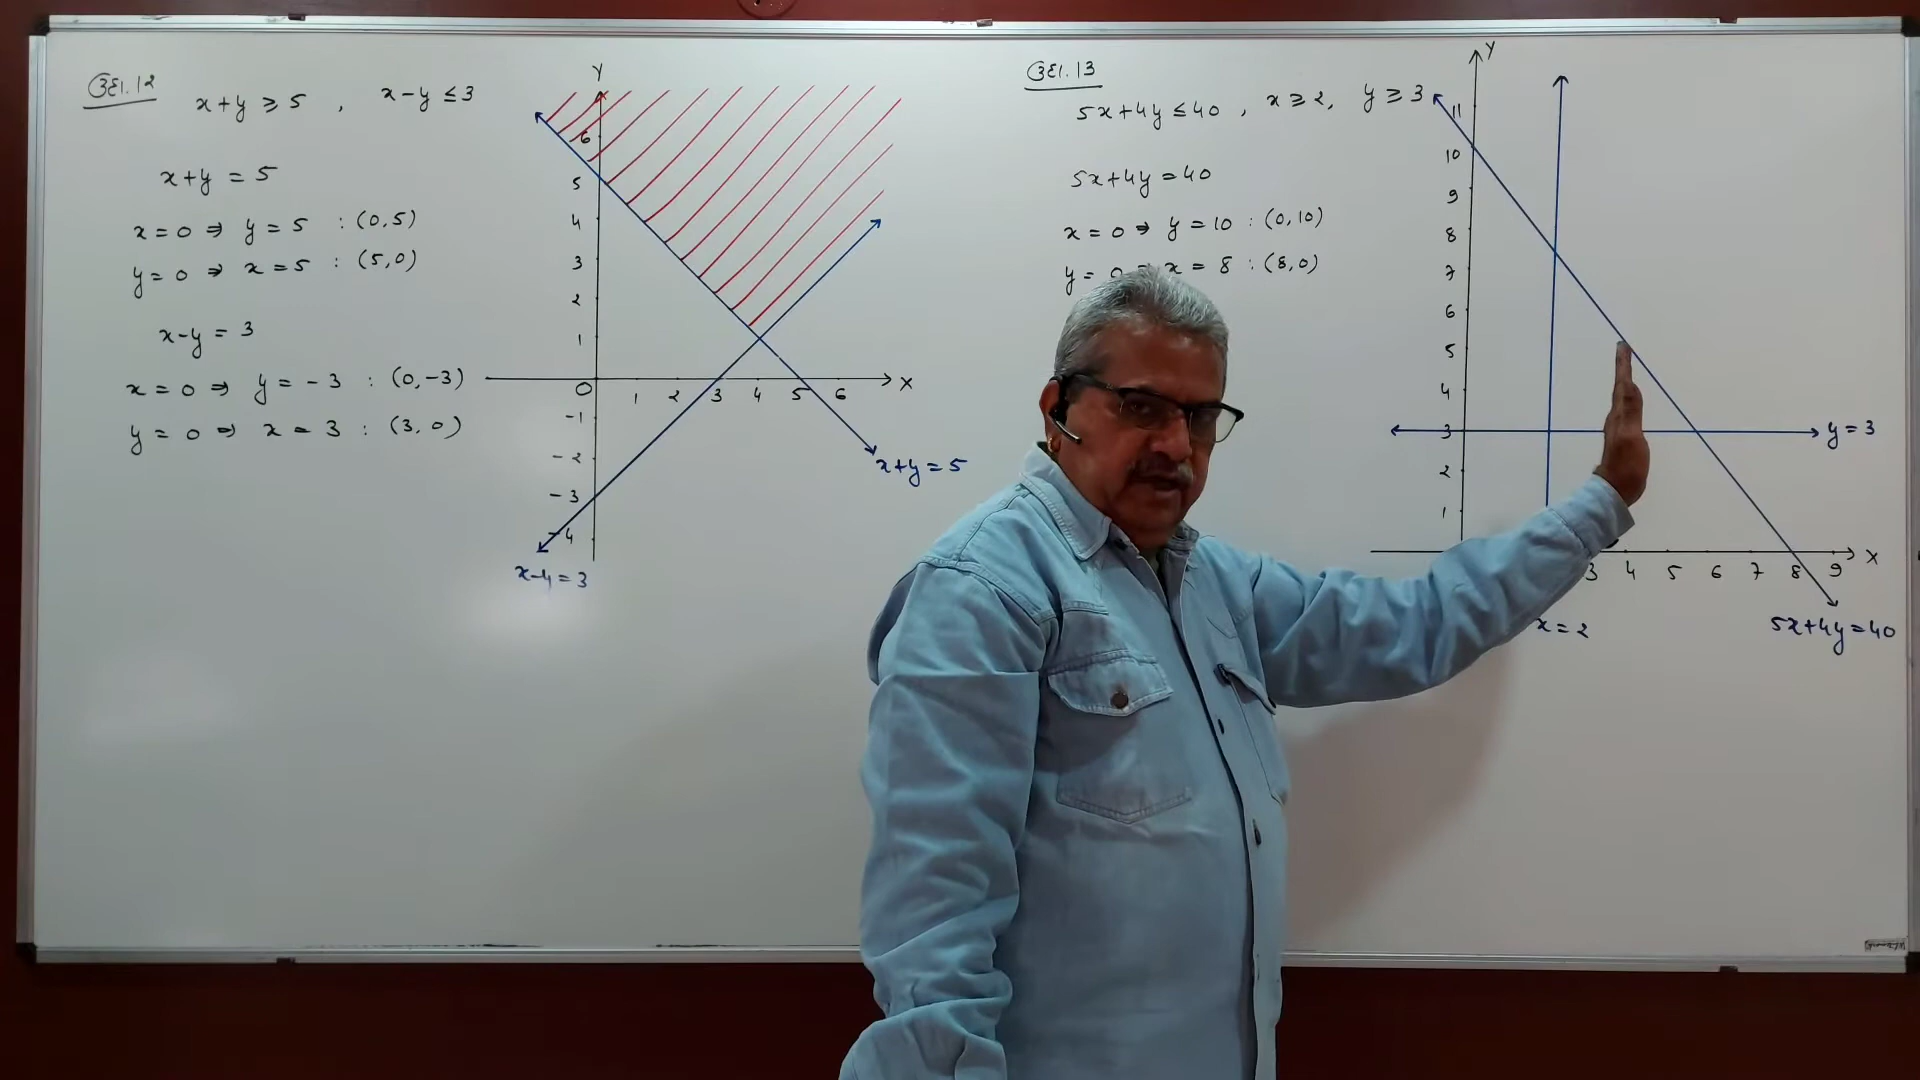 उदा. 12
x+y ≥ 5 , x-y ≤ 3
x+y = 5
x = 0 ⇒ y = 5 : (0, 5)
y = 0 ⇒ x = 5 : (5, 0)
x-y = 3
x = 0 ⇒ y = -3 : (0, -3)
y = 0 ⇒ x = 3 : (3, 0)
Y
6
5
4
3
2
1
0 1 2 3 4 5 6 X
-1
-2
-3
-4
x+y = 5
x-y = 3
उदा. 13
5x+4y ≤ 40 , x ≥ 2, y ≥ 3
5x+4y = 40
x = 0 ⇒ y = 10 : (0, 10)
y = 0 x = 8 : (8, 0)
Y
11
10
9
8
7
6
5
4
3
2
1
y = 3
3 4 5 6 7 8 9 X
x = 2
5x+4y = 40